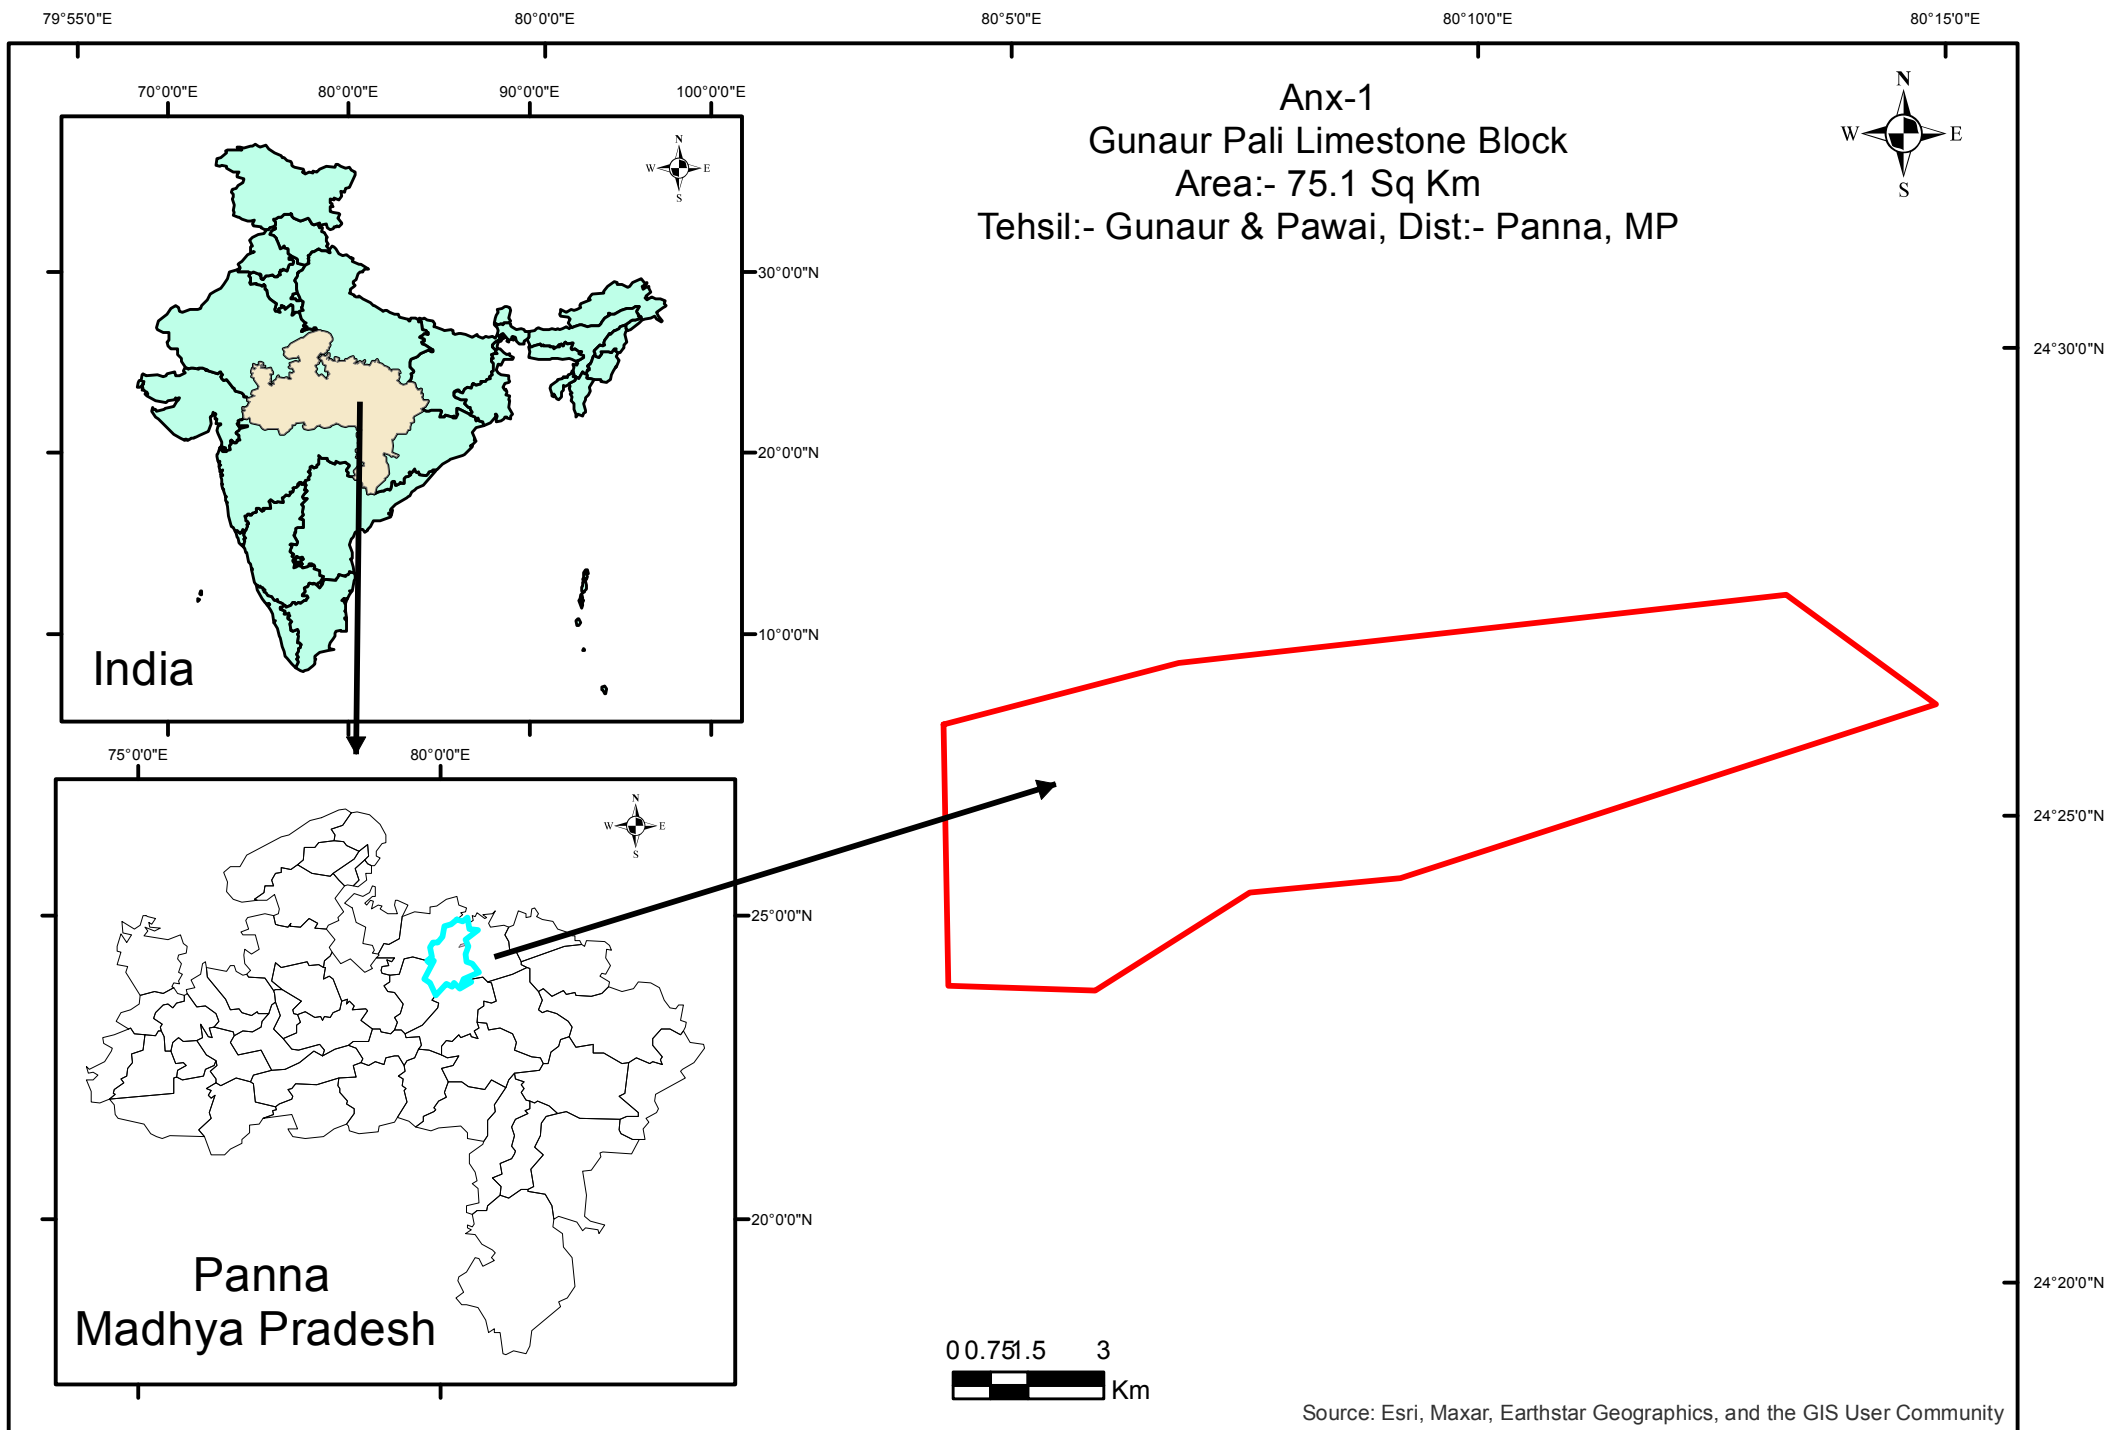 79°55'0"E 80°0'0"E 80°5'0"E 80°10'0"E 80°15'0"E
70°0'0"E 80°0'0"E 90°0'0"E 100°0'0"E
Anx-1
Gunaur Pali Limestone Block
Area:- 75.1 Sq Km
Tehsil:- Gunaur & Pawai, Dist:- Panna, MP
N
W E
S
N
W E
S
30°0'0"N
20°0'0"N
10°0'0"N
India
24°30'0"N
24°25'0"N
24°20'0"N
75°0'0"E 80°0'0"E
N
W E
S
25°0'0"N
20°0'0"N
Panna
Madhya Pradesh
0 0.75 1.5 3
Km
Source: Esri, Maxar, Earthstar Geographics, and the GIS User Community